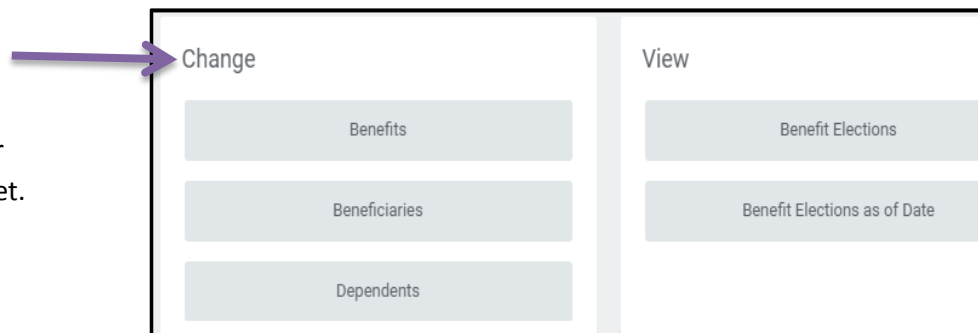 et.
Change
Benefits
Beneficiaries
Dependents
View
Benefit Elections
Benefit Elections as of Date